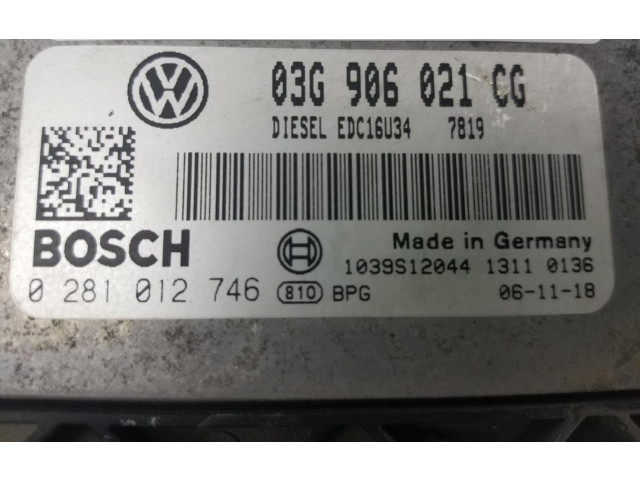 03G 906 021 CG
DIESEL EDC16U34 7819
BOSCH
Made in Germany
1039S12044 1311 0136
0 281 012 746 810 BPG 06-11-18